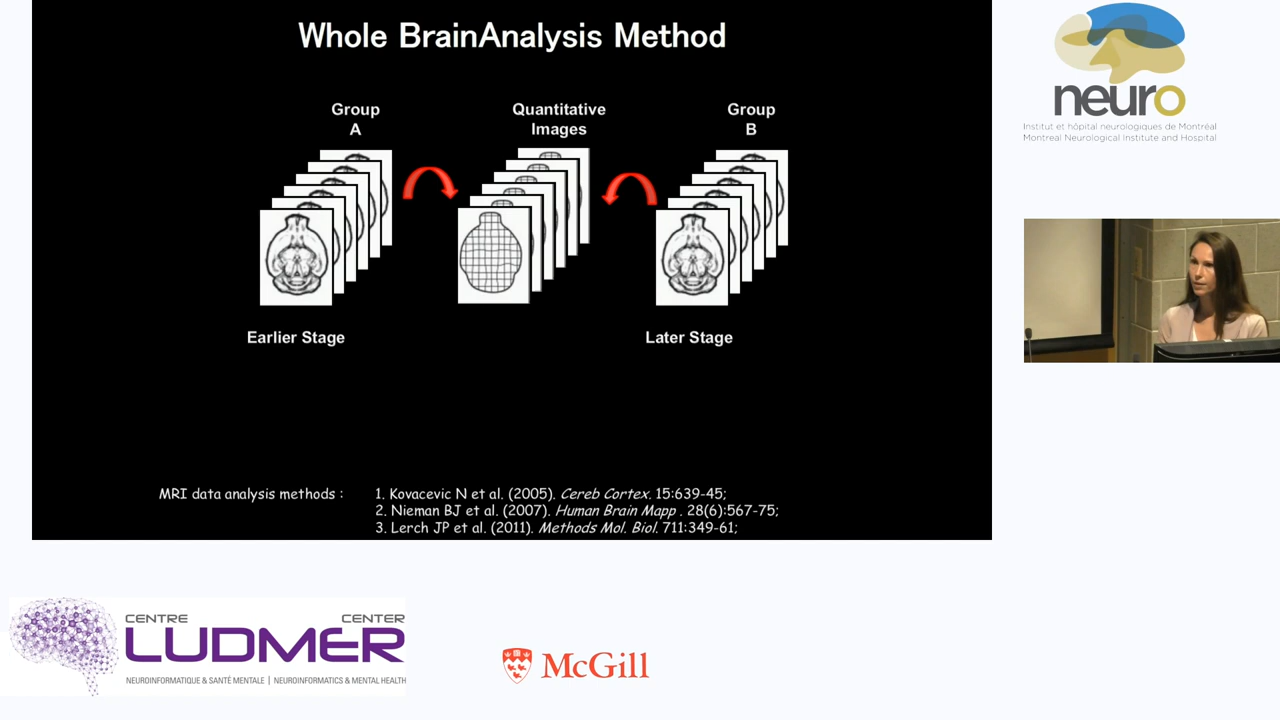 Whole BrainAnalysis Method
Group
A
Quantitative
Images
Group
B
Earlier Stage
Later Stage
MRI data analysis methods :
1. Kovacevic N et al. (2005). Cereb Cortex. 15:639-45;
2. Nieman BJ et al. (2007). Human Brain Mapp . 28(6):567-75;
3. Lerch JP et al. (2011). Methods Mol. Biol. 711:349-61;
neuro
Institut et hôpital neurologiques de Montréal
Montreal Neurological Institute and Hospital
CENTRE CENTER
LUDMER
NEUROINFORMATIQUE & SANTÉ MENTALE | NEUROINFORMATICS & MENTAL HEALTH
McGill